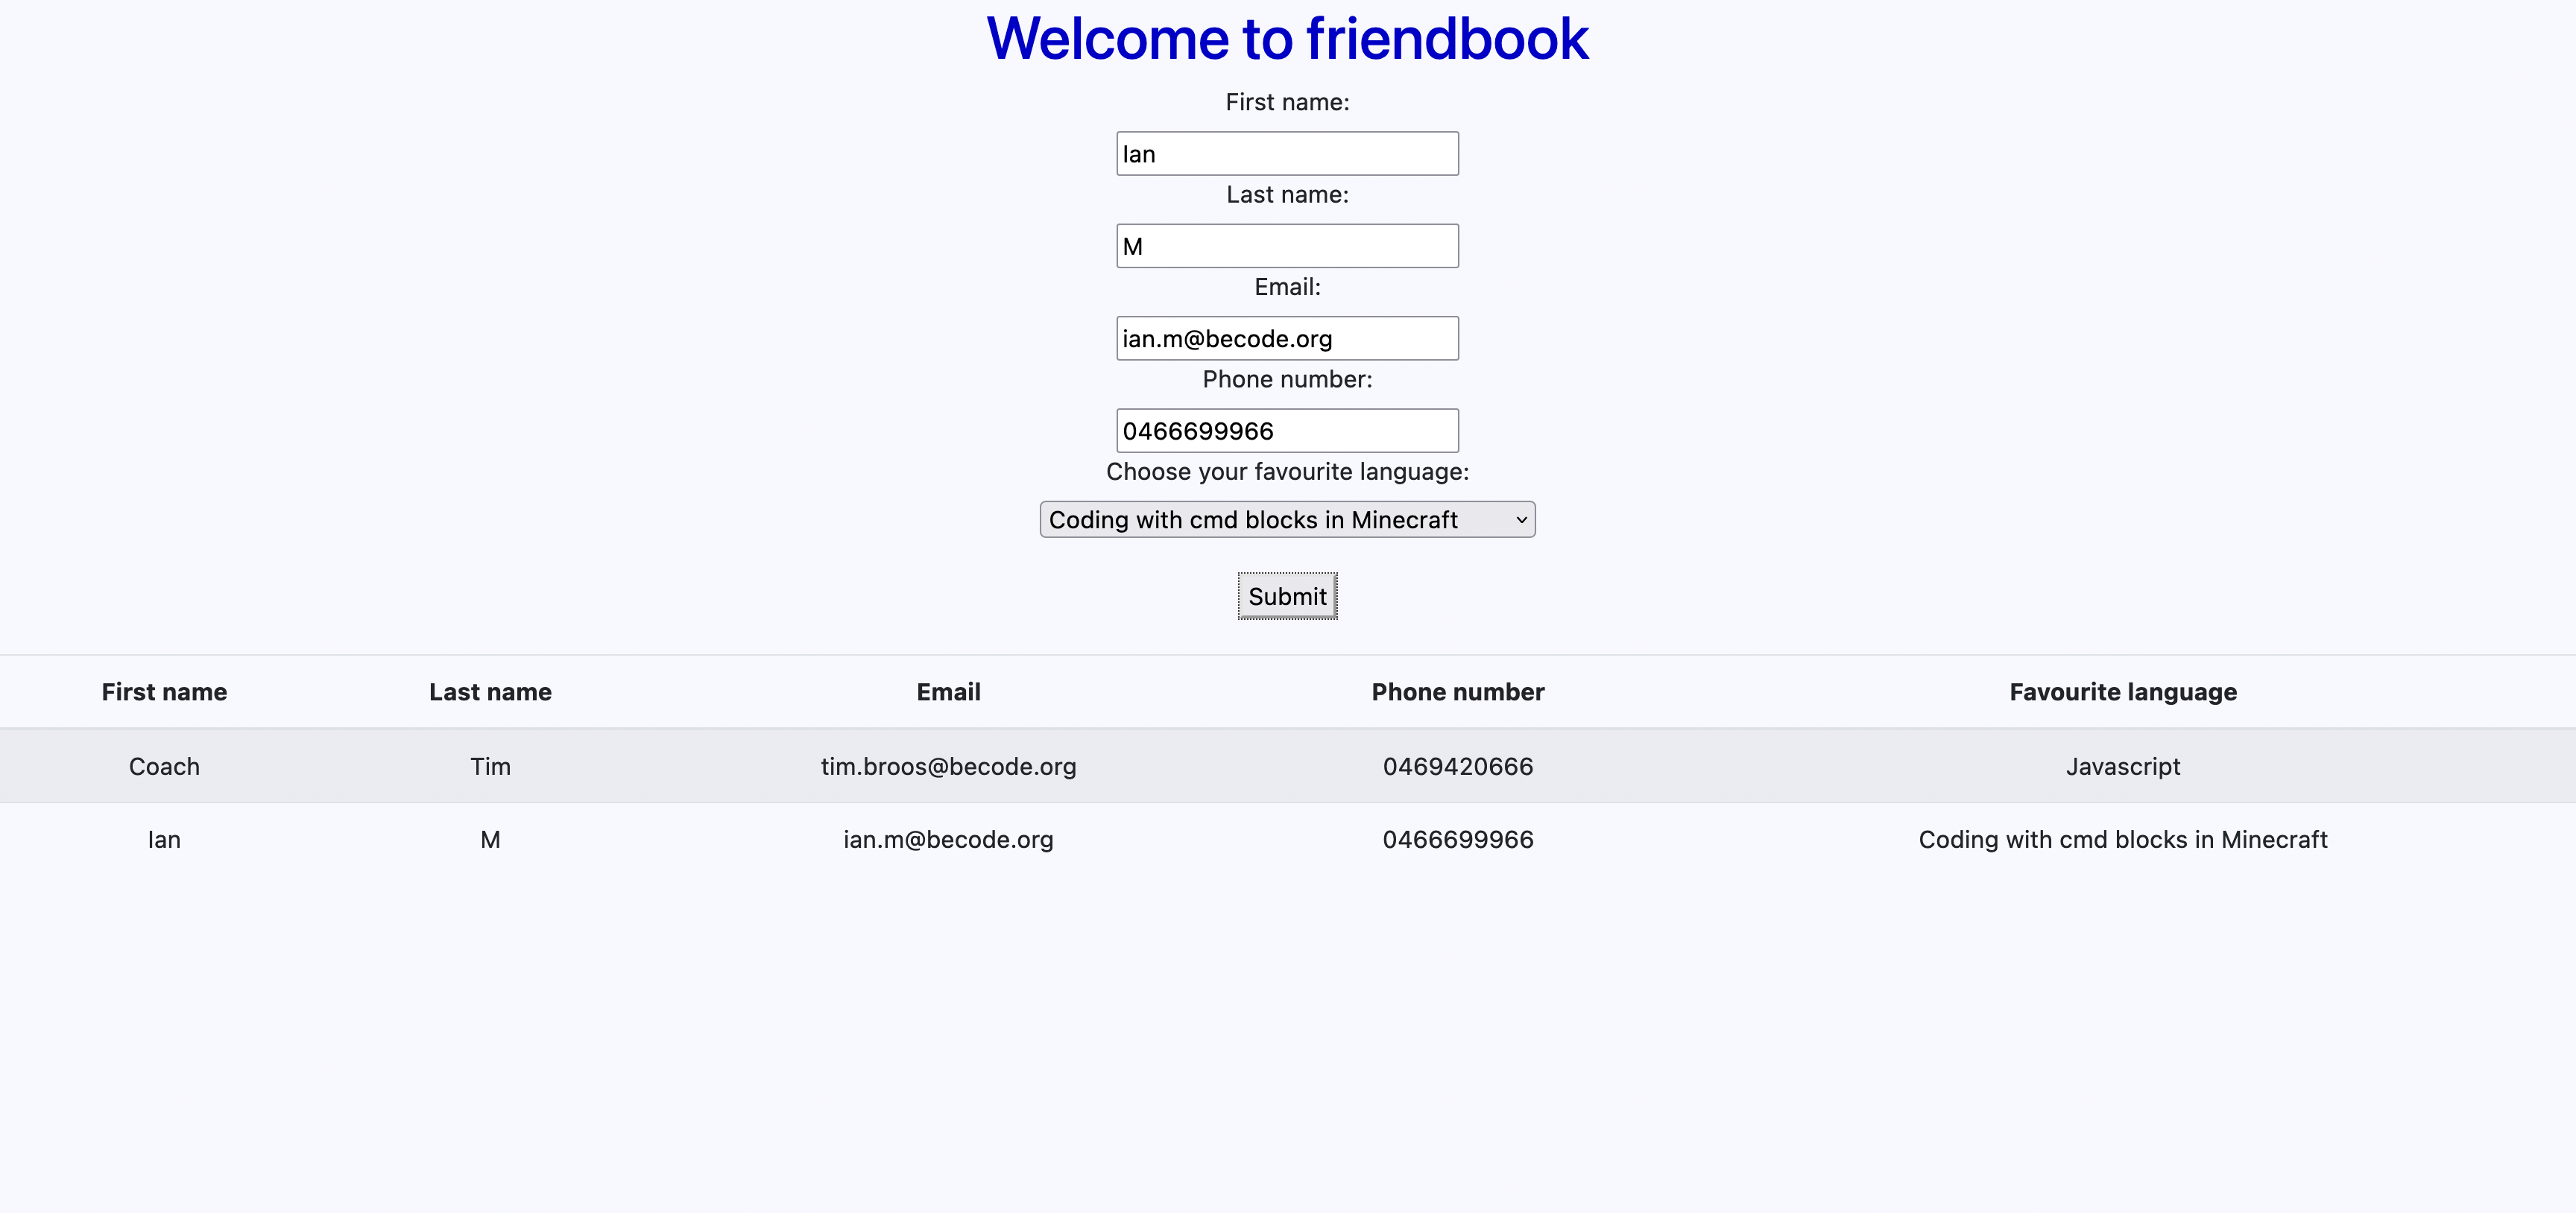 Welcome to friendbook
First name:
Ian
Last name:
M
Email:
ian.m@becode.org
Phone number:
0466699966
Choose your favourite language:
Coding with cmd blocks in Minecraft
Submit
First name Last name Email Phone number Favourite language
Coach Tim tim.broos@becode.org 0469420666 Javascript
Ian M ian.m@becode.org 0466699966 Coding with cmd blocks in Minecraft